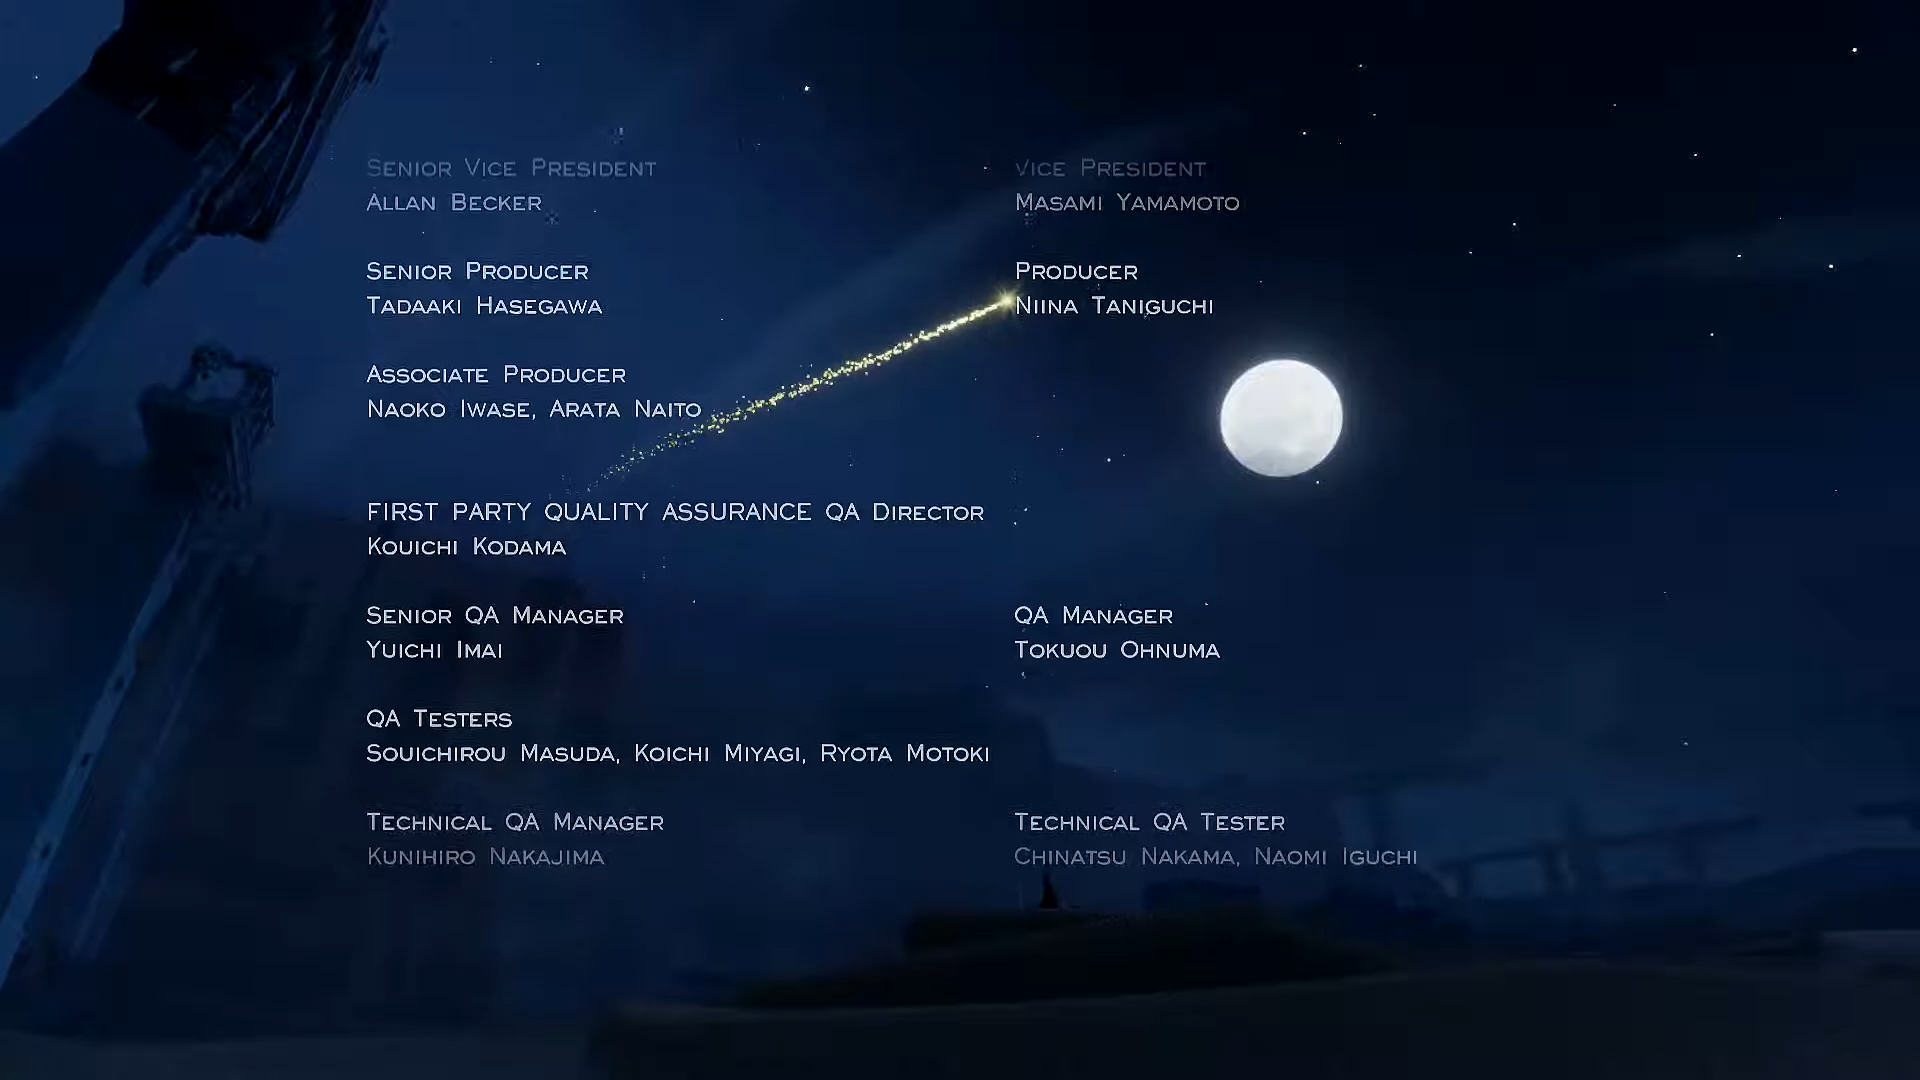 Senior Vice President
Allan Becker
Vice President
Masami Yamamoto
Senior Producer
Tadaaki Hasegawa
Producer
Niina Taniguchi
Associate Producer
Naoko Iwase, Arata Naito
FIRST PARTY QUALITY ASSURANCE QA Director
Kouichi Kodama
Senior QA Manager
Yuichi Imai
QA Manager
Tokuou Ohnuma
QA Testers
Souichirou Masuda, Koichi Miyagi, Ryota Motoki
Technical QA Manager
Kunihiro Nakajima
Technical QA Tester
Chinatsu Nakama, Naomi Iguchi